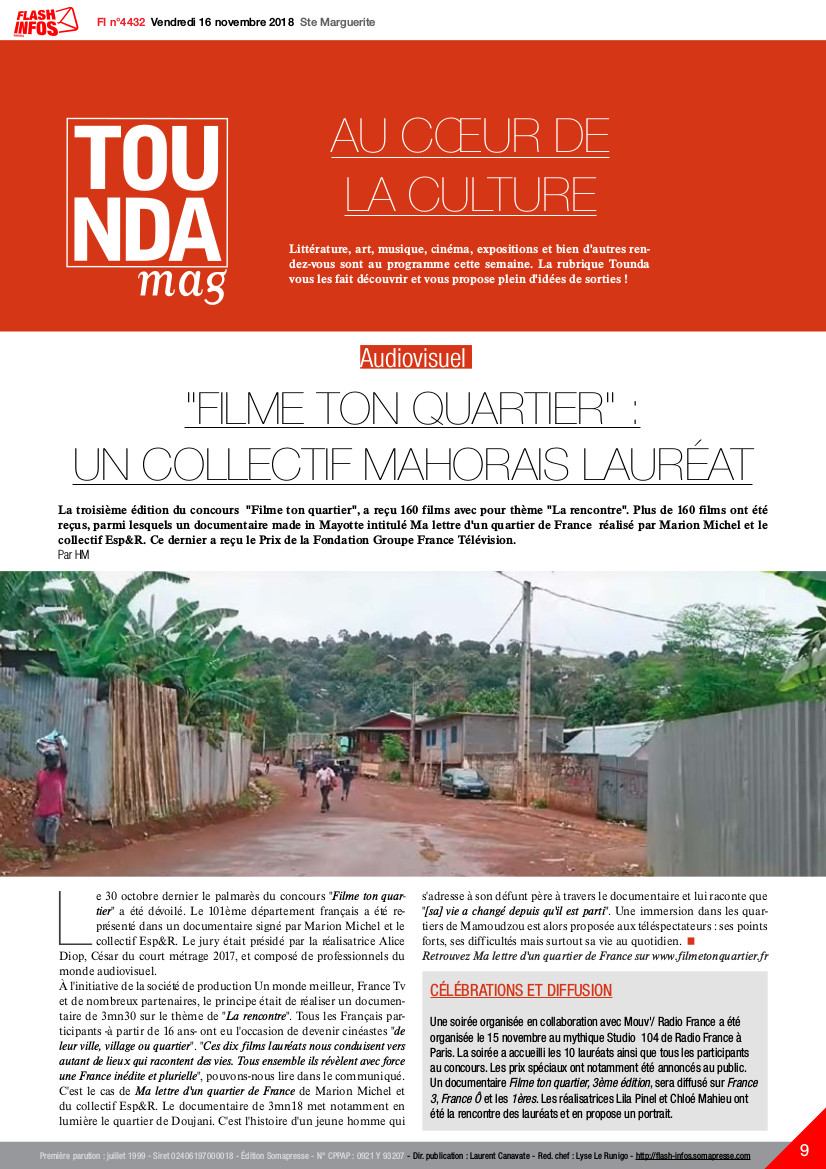 FLASH
INFOS
FI n°4432 Vendredi 16 novembre 2018 Ste Marguerite
TOU
NDA
mag
AU CŒUR DE
LA CULTURE
Littérature, art, musique, cinéma, expositions et bien d'autres ren-
dez-vous sont au programme cette semaine. La rubrique Tounda
vous les fait découvrir et vous propose plein d'idées de sorties !
Audiovisuel
"FILME TON QUARTIER" :
UN COLLECTIF MAHORAIS LAURÉAT
La troisième édition du concours "Filme ton quartier", a reçu 160 films avec pour thème "La rencontre". Plus de 160 films ont été
reçus, parmi lesquels un documentaire made in Mayotte intitulé Ma lettre d'un quartier de France réalisé par Marion Michel et le
collectif Esp&R. Ce dernier a reçu le Prix de la Fondation Groupe France Télévision.
Par HM
Le 30 octobre dernier le palmarès du concours "Filme ton quar-
tier" a été dévoilé. Le 101ème département français a été re-
présenté dans un documentaire signé par Marion Michel et le
collectif Esp&R. Le jury était présidé par la réalisatrice Alice
Diop, César du court métrage 2017, et composé de professionnels du
monde audiovisuel.
À l'initiative de la société de production Un monde meilleur, France Tv
et de nombreux partenaires, le principe était de réaliser un documen-
taire de 3mn30 sur le thème de "La rencontre". Tous les Français par-
ticipants -à partir de 16 ans- ont eu l'occasion de devenir cinéastes "de
leur ville, village ou quartier". "Ces dix films lauréats nous conduisent vers
autant de lieux qui racontent des vies. Tous ensemble ils révèlent avec force
une France inédite et plurielle", pouvons-nous lire dans le communiqué.
C'est le cas de Ma lettre d'un quartier de France de Marion Michel et
du collectif Esp&R. Le documentaire de 3mn18 met notamment en
lumière le quartier de Doujani. C'est l'histoire d'un jeune homme qui
s'adresse à son défunt père à travers le documentaire et lui raconte que
"[sa] vie a changé depuis qu'il est parti". Une immersion dans les quar-
tiers de Mamoudzou est alors proposée aux téléspectateurs : ses points
forts, ses difficultés mais surtout sa vie au quotidien. ■
Retrouvez Ma lettre d'un quartier de France sur www.filmetonquartier.fr
CÉLÉBRATIONS ET DIFFUSION
Une soirée organisée en collaboration avec Mouv'/ Radio France a été
organisée le 15 novembre au mythique Studio 104 de Radio France à
Paris. La soirée a accueilli les 10 lauréats ainsi que tous les participants
au concours. Les prix spéciaux ont notamment été annoncés au public.
Un documentaire Filme ton quartier, 3ème édition, sera diffusé sur France
3, France Ô et les 1ères. Les réalisatrices Lila Pinel et Chloé Mahieu ont
été la rencontre des lauréats et en propose un portrait.
Première parution : juillet 1999 - Siret 02406197000018 - Édition Somapresse - N° CPPAP : 0921 Y 93207 - Dir. publication : Laurent Canavate - Red. chef : Lyse Le Runigo - http://flash-infos.somapresse.com
9